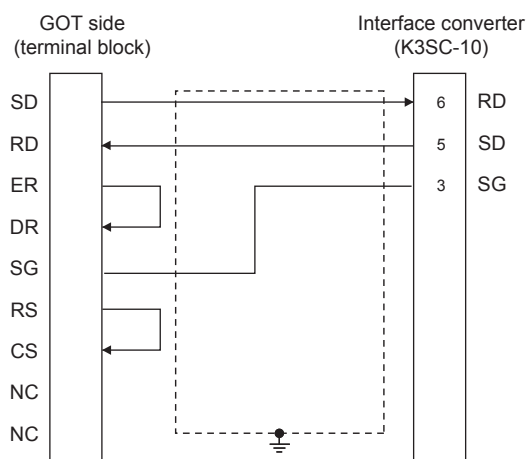 GOT side
(terminal block)
Interface converter
(K3SC-10)
SD
6 RD
RD
5 SD
ER
3 SG
DR
SG
RS
CS
NC
NC